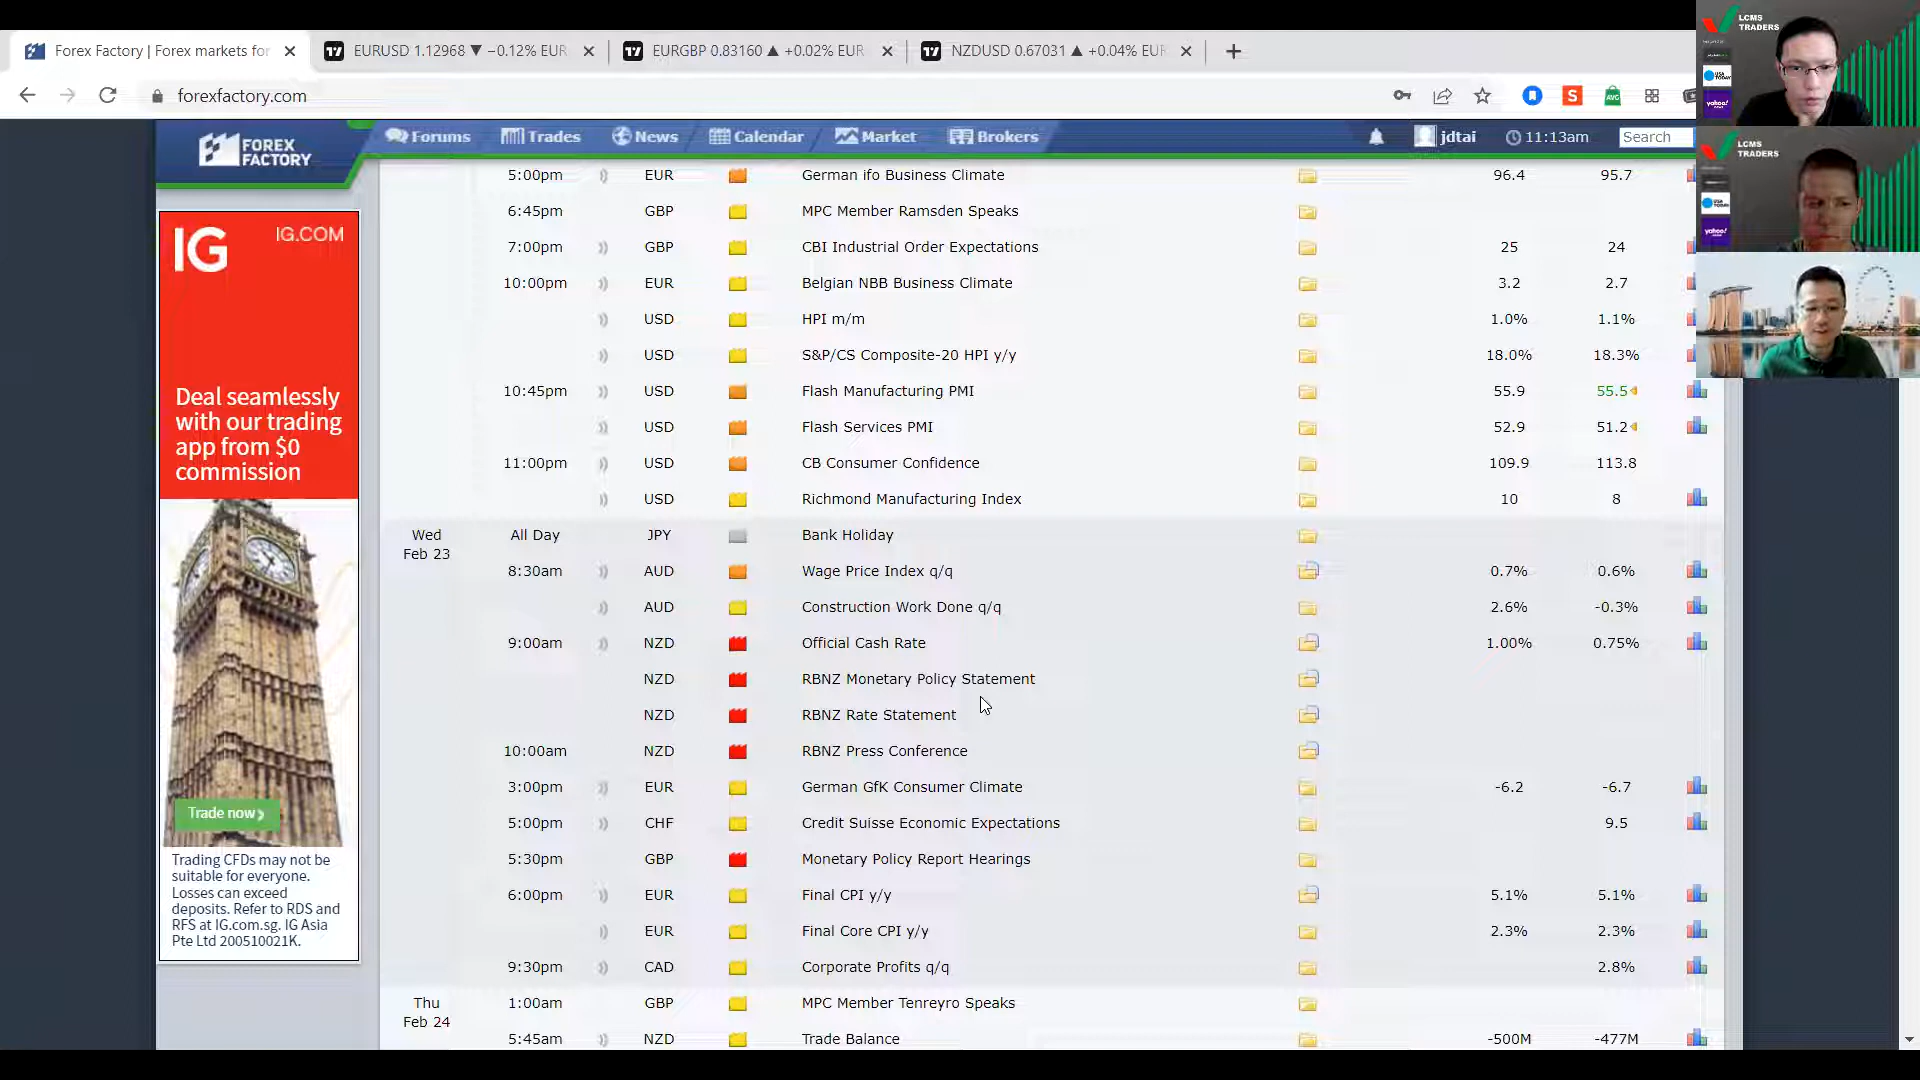 Forex Factory | Forex markets for
EURUSD 1.12968 ▼ −0.12% EUR
EURGBP 0.83160 ▲ +0.02% EUR
NZDUSD 0.67031 ▲ +0.04% EUR
forexfactory.com
LCMS
TRADERS
USA TODAY
yahoo!
LCMS
TRADERS
yahoo!
FOREX
FACTORY
Forums
Trades
News
Calendar
Market
Brokers
jdtai
11:13am
Search
IG
IG.COM
Deal seamlessly
with our trading
app from $0
commission
Trade now
Trading CFDs may not be
suitable for everyone.
Losses can exceed
deposits. Refer to RDS and
RFS at IG.com.sg. IG Asia
Pte Ltd 200510021K.
5:00pm EUR German ifo Business Climate 96.4 95.7
6:45pm GBP MPC Member Ramsden Speaks
7:00pm GBP CBI Industrial Order Expectations 25 24
10:00pm EUR Belgian NBB Business Climate 3.2 2.7
USD HPI m/m 1.0% 1.1%
USD S&P/CS Composite-20 HPI y/y 18.0% 18.3%
10:45pm USD Flash Manufacturing PMI 55.9 55.5
USD Flash Services PMI 52.9 51.2
11:00pm USD CB Consumer Confidence 109.9 113.8
USD Richmond Manufacturing Index 10 8
Wed All Day JPY Bank Holiday
Feb 23
8:30am AUD Wage Price Index q/q 0.7% 0.6%
AUD Construction Work Done q/q 2.6% -0.3%
9:00am NZD Official Cash Rate 1.00% 0.75%
NZD RBNZ Monetary Policy Statement
NZD RBNZ Rate Statement
10:00am NZD RBNZ Press Conference
3:00pm EUR German GfK Consumer Climate -6.2 -6.7
5:00pm CHF Credit Suisse Economic Expectations 9.5
5:30pm GBP Monetary Policy Report Hearings
6:00pm EUR Final CPI y/y 5.1% 5.1%
EUR Final Core CPI y/y 2.3% 2.3%
9:30pm CAD Corporate Profits q/q 2.8%
Thu 1:00am GBP MPC Member Tenreyro Speaks
Feb 24
5:45am NZD Trade Balance -500M -477M